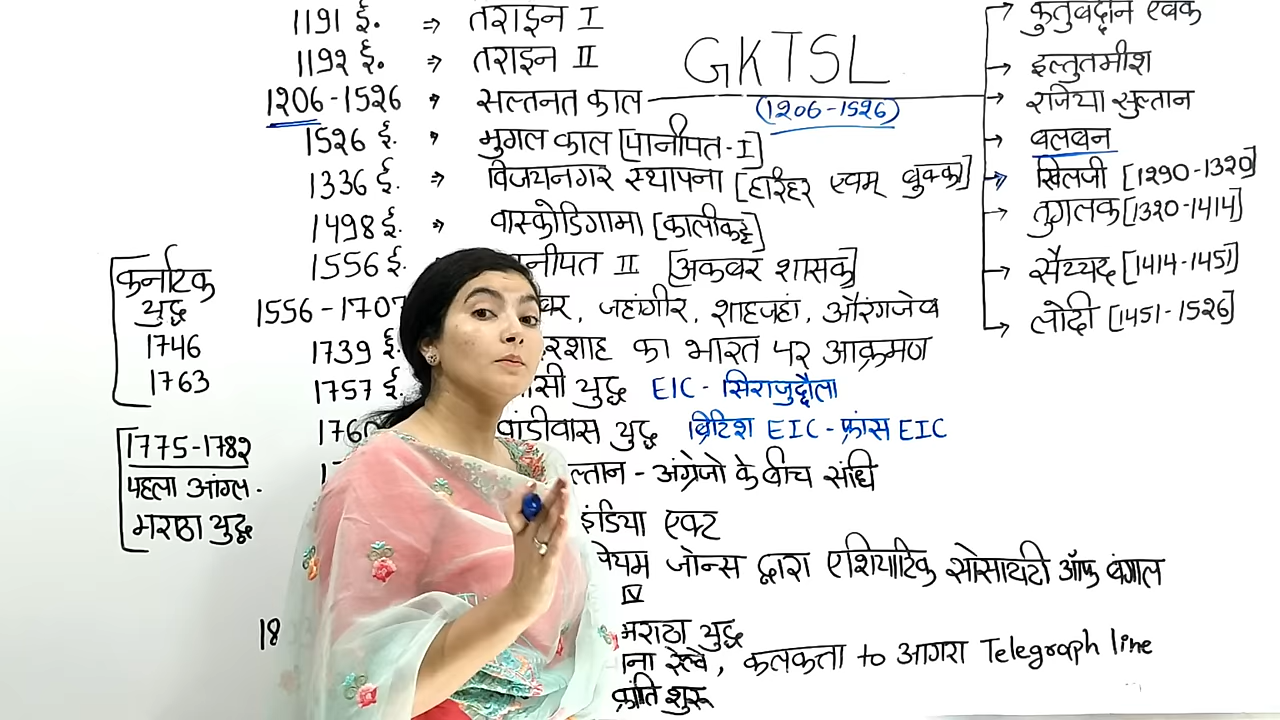 1191 ई. ⇒ तराइन I
1192 ई. ⇒ तराइन II
GKTSL
1206-1526 सल्तनत काल
(1206-1526)
1526 ई. मुगल काल [पानीपत-I]
1336 ई. ⇒ विजयनगर स्थापना [हरिहर एवम् बुक्का]
1498 ई. वास्कोडिगामा [कालीकट]
1556 ई. II [अकबर शासक]
1556-1707 जहांगीर, शाहजहां, औरंगजेब
1739 ई. का भारत पर आक्रमण
1757 ई. युद्ध EIC - सिराजुद्दौला
वांडीवास युद्ध ब्रिटिश EIC - फ्रांस EIC
- अंग्रेजो के बीच संधि
इंडिया एक्ट
जोन्स द्वारा एशियाटिक सोसायटी ऑफ बंगाल
IV
18 मराठा युद्ध
रेल्वे, कलकता to आगरा Telegraph line
क्रांति शुरू
कुतुबद्दीन एबक
इल्तुतमीश
रजिया सुल्तान
बलबन
खिलजी [1290-1320]
तुगलक [1320-1414]
सैय्यद [1414-1451]
लोदी [1451-1526]
कर्नाटक
युद्ध
1746
1763
1775-1782
पहला आंग्ल.
मराठा युद्ध